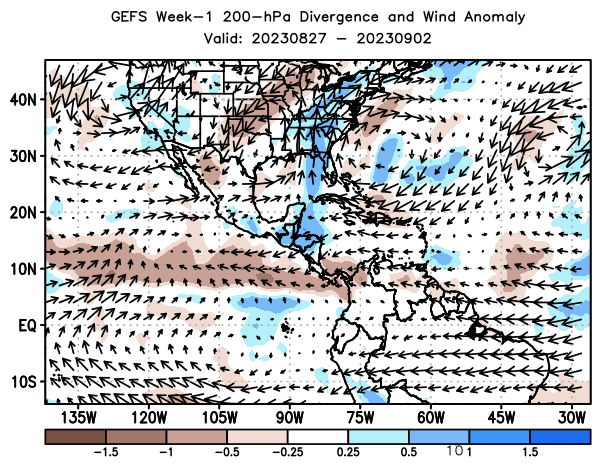 GEFS Week-1 200-hPa Divergence and Wind Anomaly
Valid: 20230827 - 20230902
40N
30N
20N
10N
EQ
10S
135W 120W 105W 90W 75W 60W 45W 30W
-1.5 -1 -0.5 -0.25 0.25 0.5 10 1 1.5